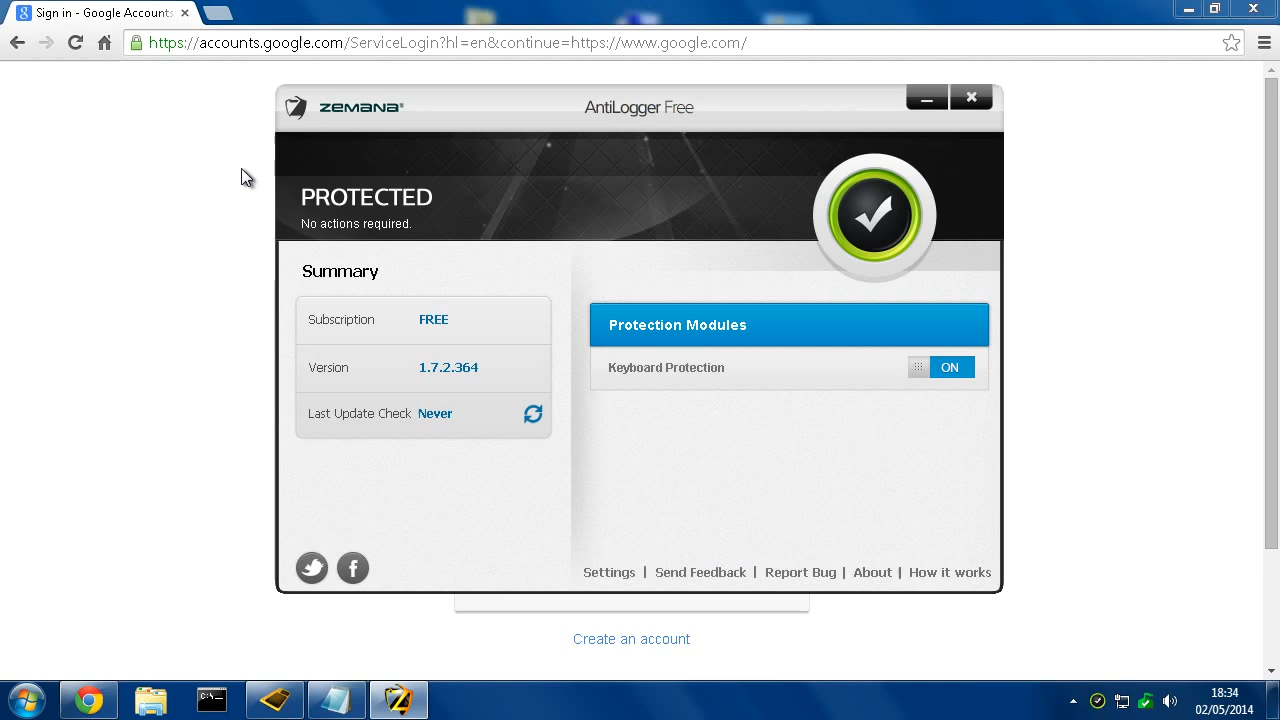 Sign in - Google Accounts
https://accounts.google.com/ServiceLogin?hl=en&continue=https://www.google.com/
ZEMANA®
AntiLogger Free
PROTECTED
No actions required.
Summary
Subscription FREE
Version 1.7.2.364
Last Update Check Never
Protection Modules
Keyboard Protection ON
Settings | Send Feedback | Report Bug | About | How it works
Create an account
18:34
02/05/2014